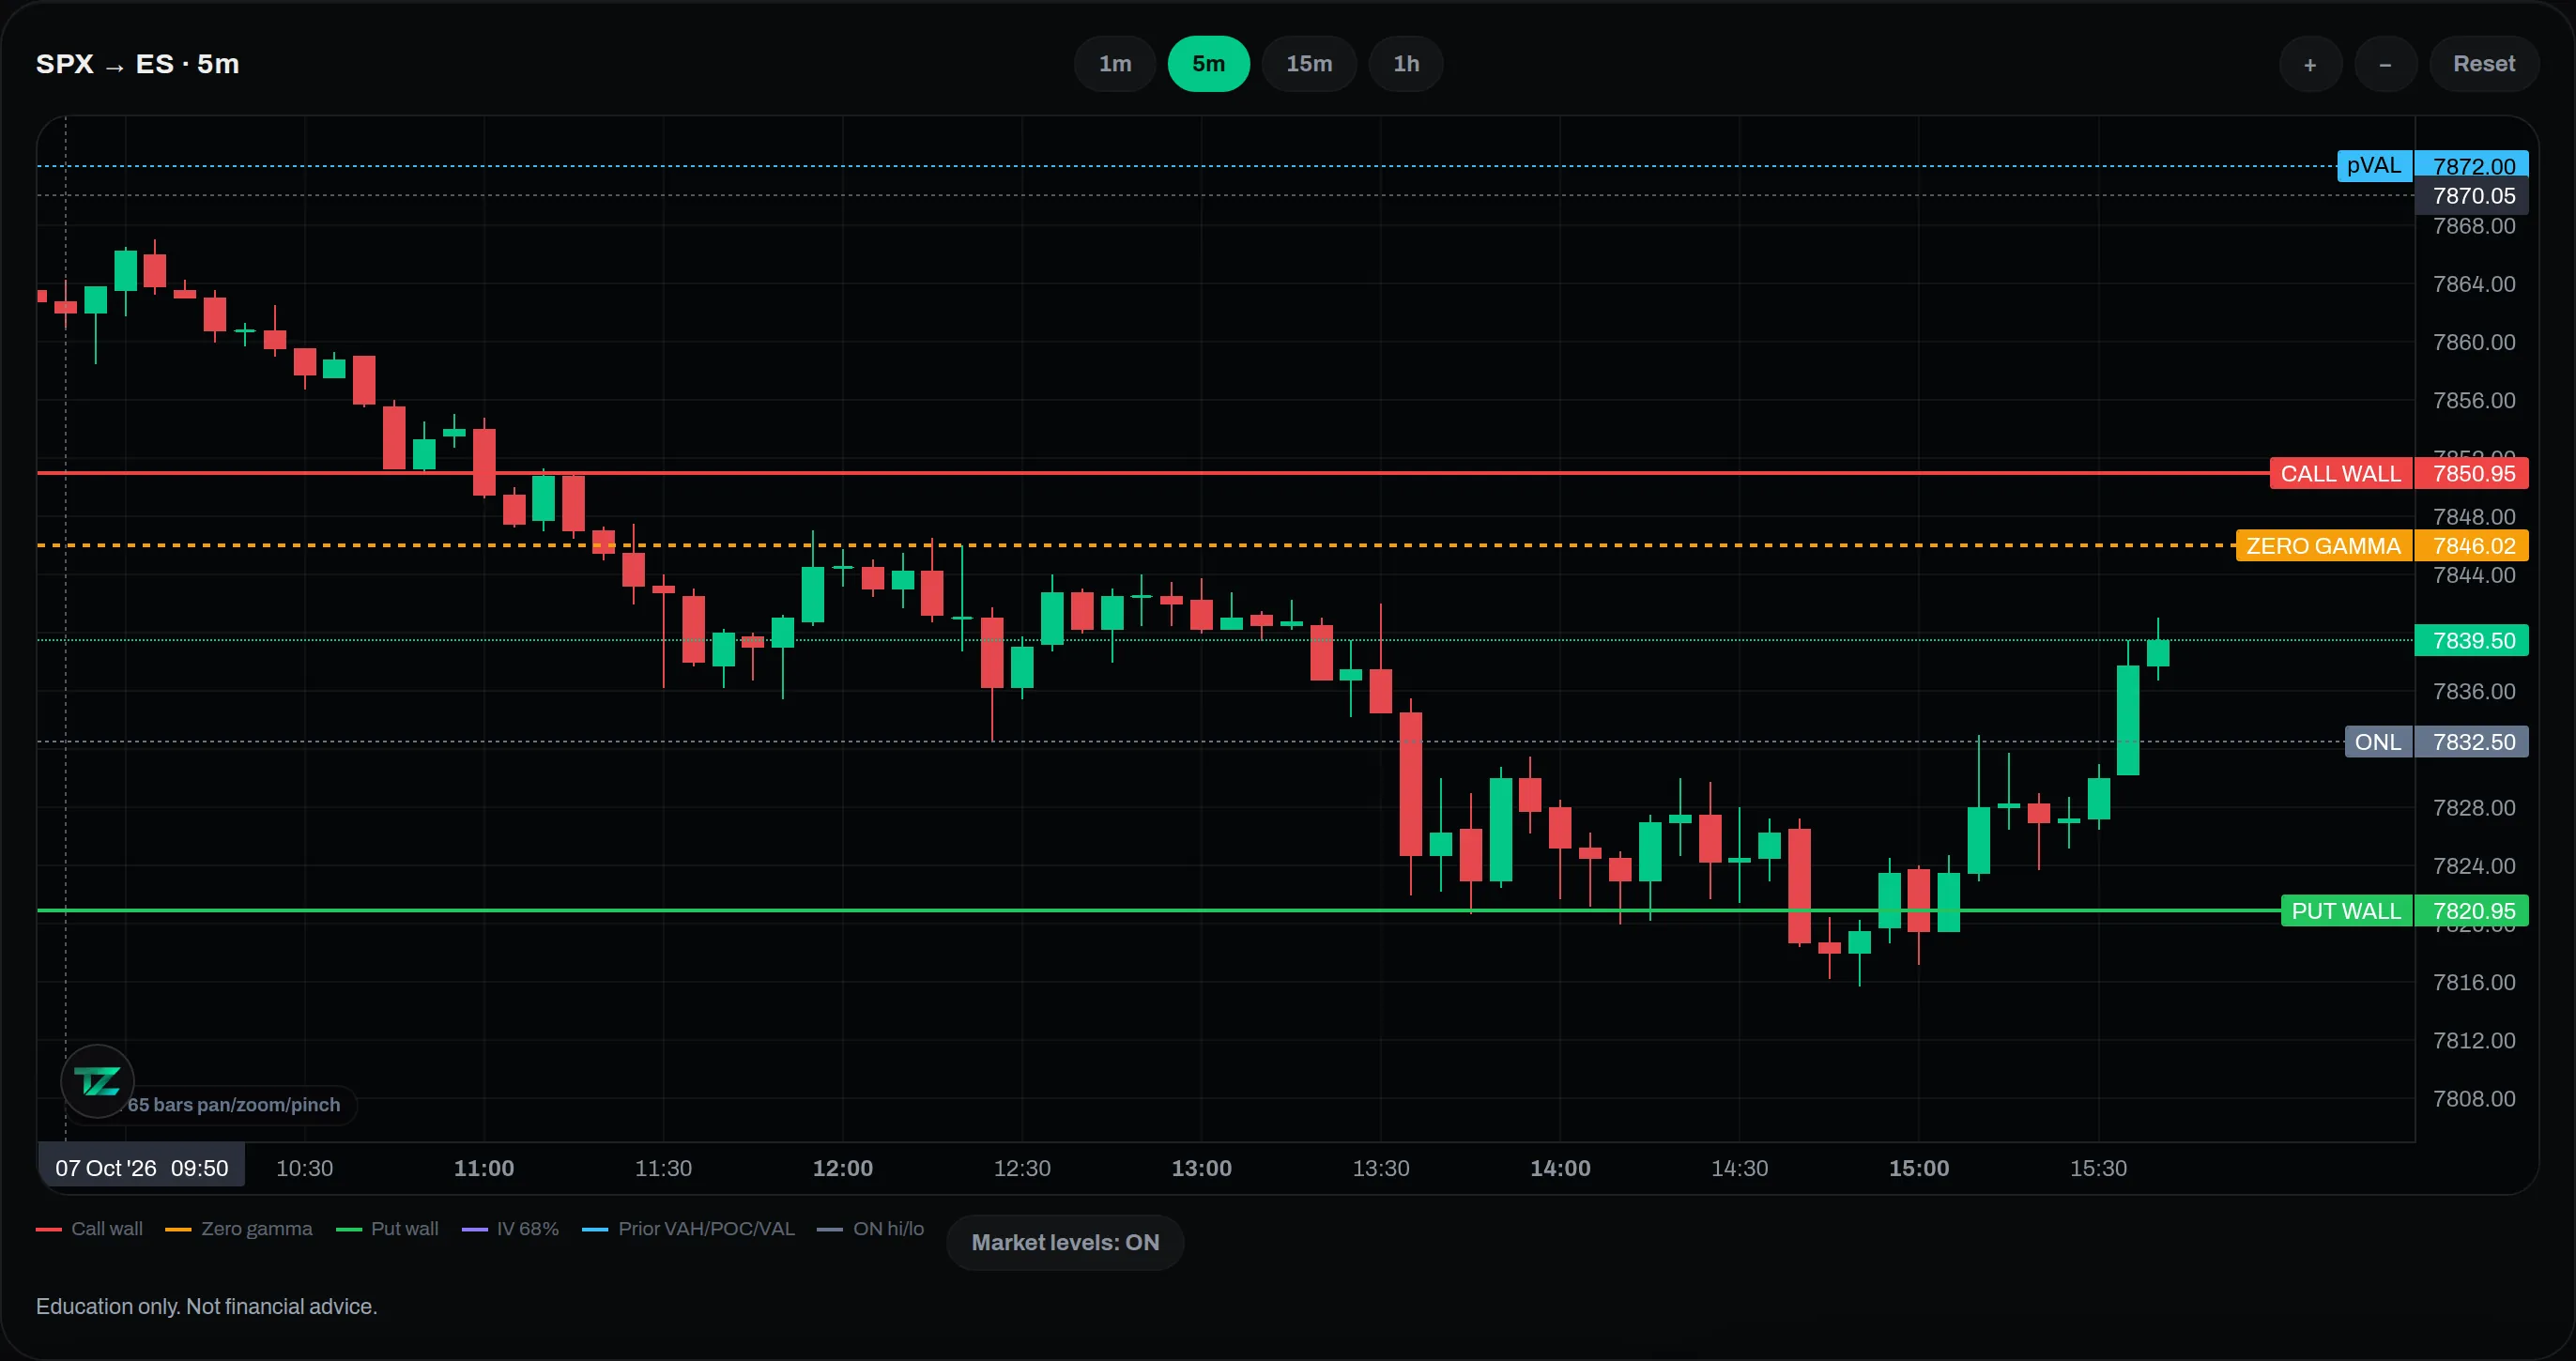 SPX → ES · 5m
1m 5m 15m 1h
+ − Reset
pVAL 7872.00
7870.05
7868.00
7864.00
7860.00
7856.00
CALL WALL 7850.95
7848.00
ZERO GAMMA 7846.02
7844.00
7839.50
7836.00
ONL 7832.50
7828.00
7824.00
PUT WALL 7820.95
7816.00
7812.00
7808.00
TZ
65 bars pan/zoom/pinch
07 Oct '26 09:50 10:30 11:00 11:30 12:00 12:30 13:00 13:30 14:00 14:30 15:00 15:30
Call wall Zero gamma Put wall IV 68% Prior VAH/POC/VAL ON hi/lo Market levels: ON
Education only. Not financial advice.